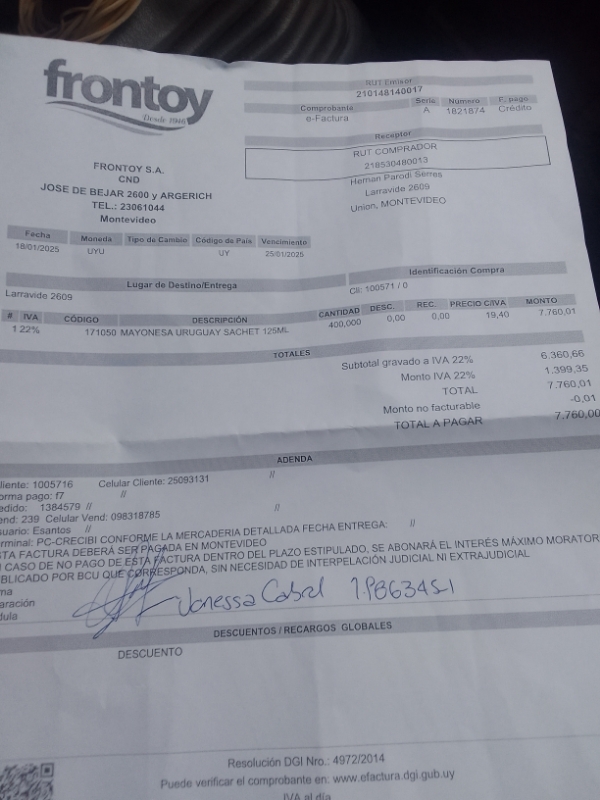 frontoy
Desde 1946
RUT Emisor
210148140017
Comprobante Serie Número F. pago
e-Factura A 1821874 Crédito
Receptor
RUT COMPRADOR
218530480013
Hernan Parodi Serres
Larravide 2609
Union, MONTEVIDEO
FRONTOY S.A.
CND
JOSE DE BEJAR 2600 y ARGERICH
TEL.: 23061044
Montevideo
Fecha Moneda Tipo de Cambio Código de País Vencimiento
18/01/2025 UYU UY 25/01/2025
Lugar de Destino/Entrega
Larravide 2609
Identificación Compra
Cli: 100571 / 0
# IVA CÓDIGO DESCRIPCIÓN CANTIDAD DESC. REC. PRECIO C/IVA MONTO
1 22% 171050 MAYONESA URUGUAY SACHET 125ML 400,000 0,00 0,00 19,40 7.760,01
TOTALES
Subtotal gravado a IVA 22% 6.360,66
Monto IVA 22% 1.399,35
TOTAL 7.760,01
Monto no facturable -0,01
TOTAL A PAGAR 7.760,00
ADENDA
liente: 1005716 Celular Cliente: 25093131 //
orma pago: f7 //
edido: 1384579 //
end: 239 Celular Vend: 098318785 //
suario: Esantos //
rminal: PC-CRECIBI CONFORME LA MERCADERIA DETALLADA FECHA ENTREGA: //
STA FACTURA DEBERÁ SER PAGADA EN MONTEVIDEO
N CASO DE NO PAGO DE ESTA FACTURA DENTRO DEL PLAZO ESTIPULADO, SE ABONARÁ EL INTERÉS MÁXIMO MORATOR
BLICADO POR BCU QUE CORRESPONDA, SIN NECESIDAD DE INTERPELACIÓN JUDICIAL NI EXTRAJUDICIAL
ma
aración Vanessa Cabrel
dula
DESCUENTOS / RECARGOS GLOBALES
DESCUENTO
Resolución DGI Nro.: 4972/2014
Puede verificar el comprobante en: www.efactura.dgi.gub.uy
IVA al día